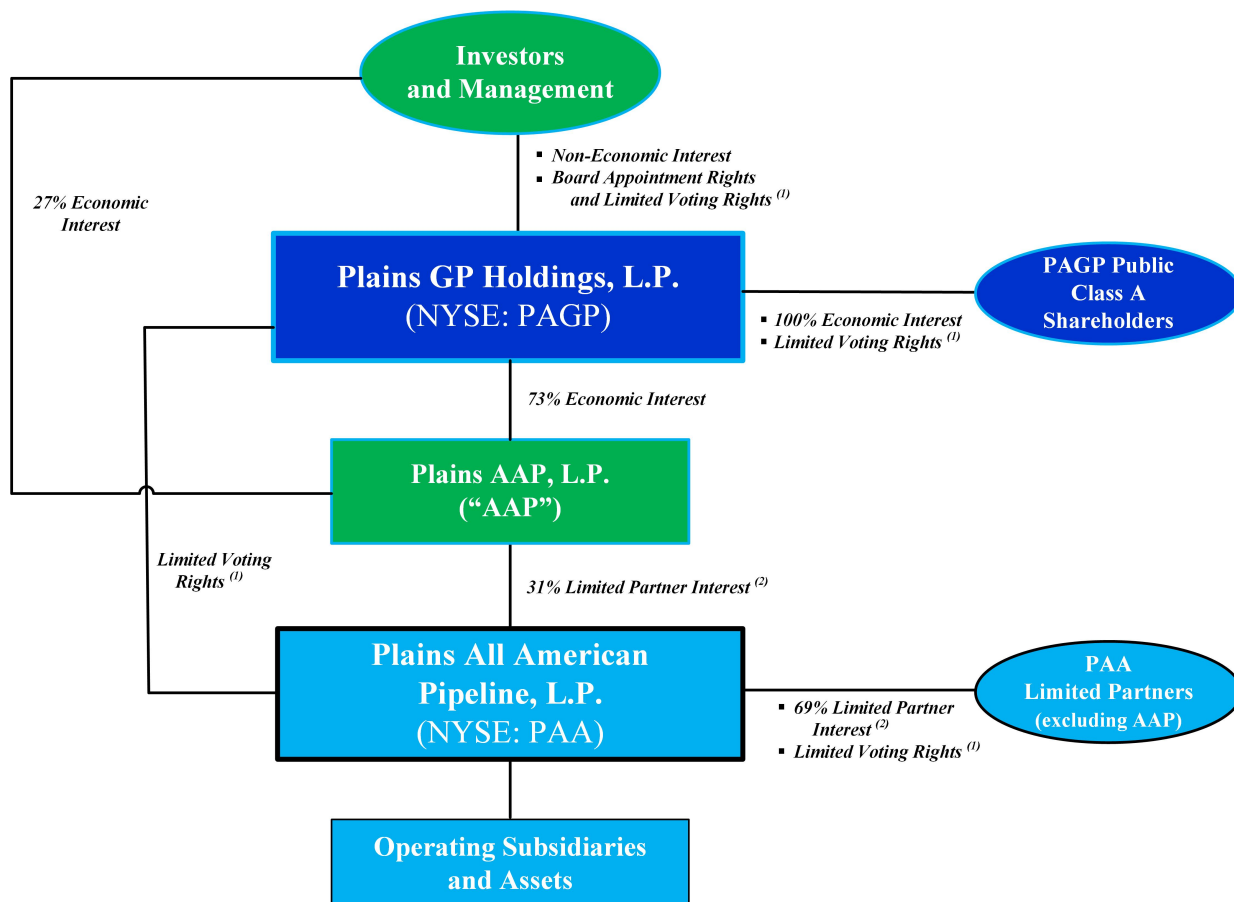 Investors
and Management
▪ Non-Economic Interest
▪ Board Appointment Rights
and Limited Voting Rights (1)
27% Economic
Interest
Plains GP Holdings, L.P.
(NYSE: PAGP)
PAGP Public
Class A
Shareholders
▪ 100% Economic Interest
▪ Limited Voting Rights (1)
73% Economic Interest
Plains AAP, L.P.
(“AAP”)
Limited Voting
Rights (1)
31% Limited Partner Interest (2)
Plains All American
Pipeline, L.P.
(NYSE: PAA)
PAA
Limited Partners
(excluding AAP)
▪ 69% Limited Partner
Interest (2)
▪ Limited Voting Rights (1)
Operating Subsidiaries
and Assets